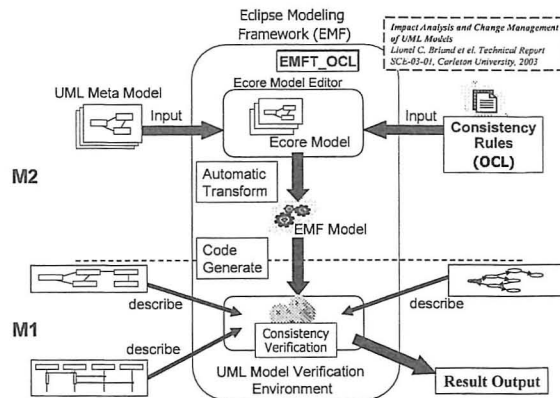 Eclipse Modeling
Framework (EMF)
Impact Analysis and Change Management
of UML Models
Lionel C. Briand et el. Technical Report
SCE-03-01, Carleton University, 2003
EMFT_OCL
Ecore Model Editor
UML Meta Model
Input
Ecore Model
Input
Consistency
Rules
(OCL)
M2
Automatic
Transform
EMF Model
Code
Generate
describe
describe
M1
Consistency
Verification
describe
UML Model Verification
Environment
Result Output